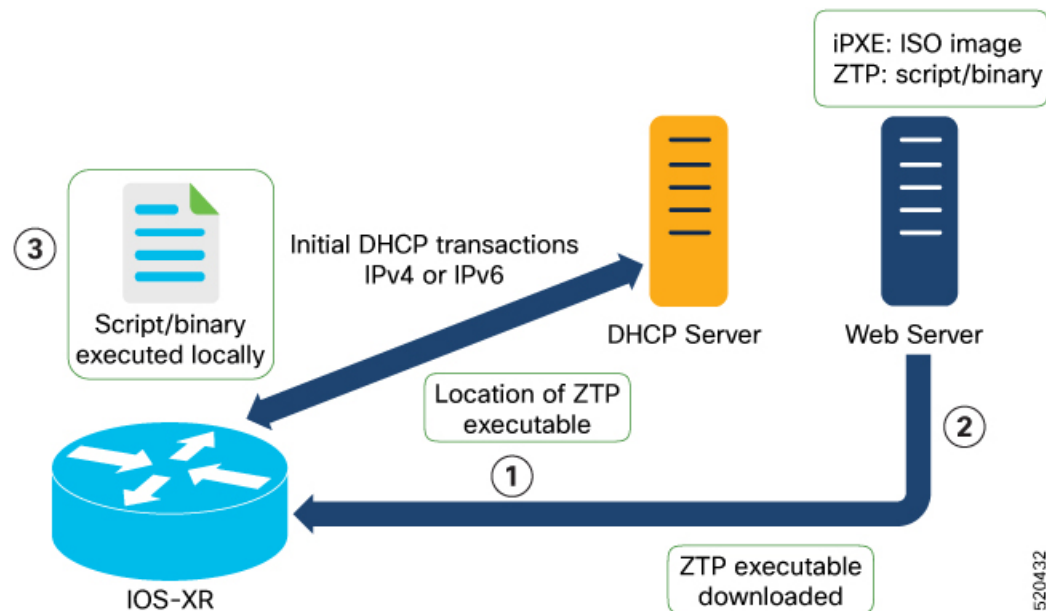 iPXE: ISO image
ZTP: script/binary
3
Script/binary
executed locally
Initial DHCP transactions
IPv4 or IPv6
DHCP Server
Web Server
Location of ZTP
executable
1
2
ZTP executable
downloaded
IOS-XR
520432